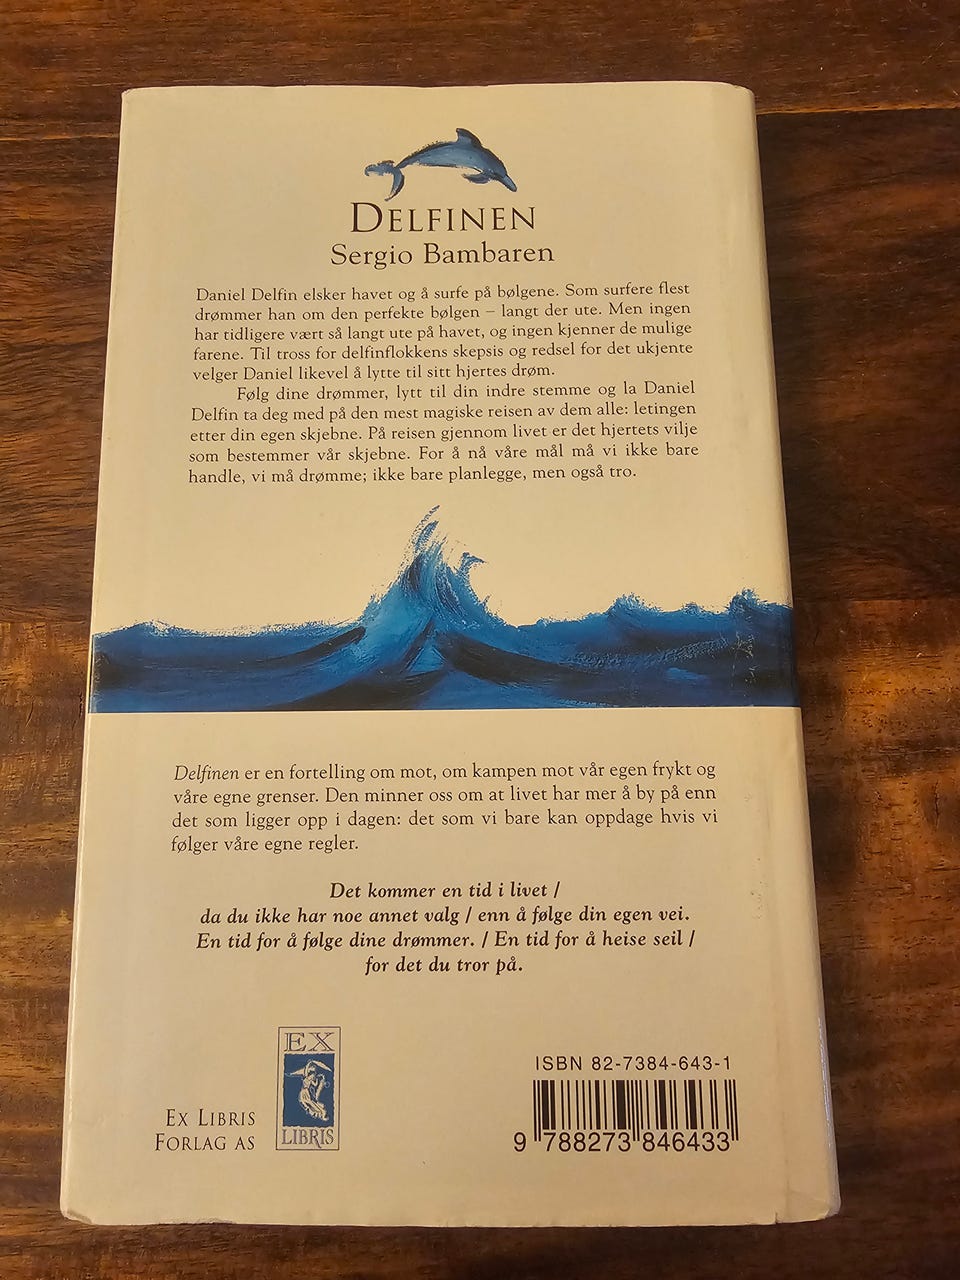 DELFINEN
Sergio Bambaren
Daniel Delfin elsker havet og å surfe på bølgene. Som surfere flest
drømmer han om den perfekte bølgen – langt der ute. Men ingen
har tidligere vært så langt ute på havet, og ingen kjenner de mulige
farene. Til tross for delfinflokkens skepsis og redsel for det ukjente
velger Daniel likevel å lytte til sitt hjertes drøm.
Følg dine drømmer, lytt til din indre stemme og la Daniel
Delfin ta deg med på den mest magiske reisen av dem alle: letingen
etter din egen skjebne. På reisen gjennom livet er det hjertets vilje
som bestemmer vår skjebne. For å nå våre mål må vi ikke bare
handle, vi må drømme; ikke bare planlegge, men også tro.
Delfinen er en fortelling om mot, om kampen mot vår egen frykt og
våre egne grenser. Den minner oss om at livet har mer å by på enn
det som ligger opp i dagen: det som vi bare kan oppdage hvis vi
følger våre egne regler.
Det kommer en tid i livet /
da du ikke har noe annet valg / enn å følge din egen vei.
En tid for å følge dine drømmer. / En tid for å heise seil /
for det du tror på.
EX
LIBRIS
EX LIBRIS
FORLAG AS
ISBN 82-7384-643-1
9 788273 846433